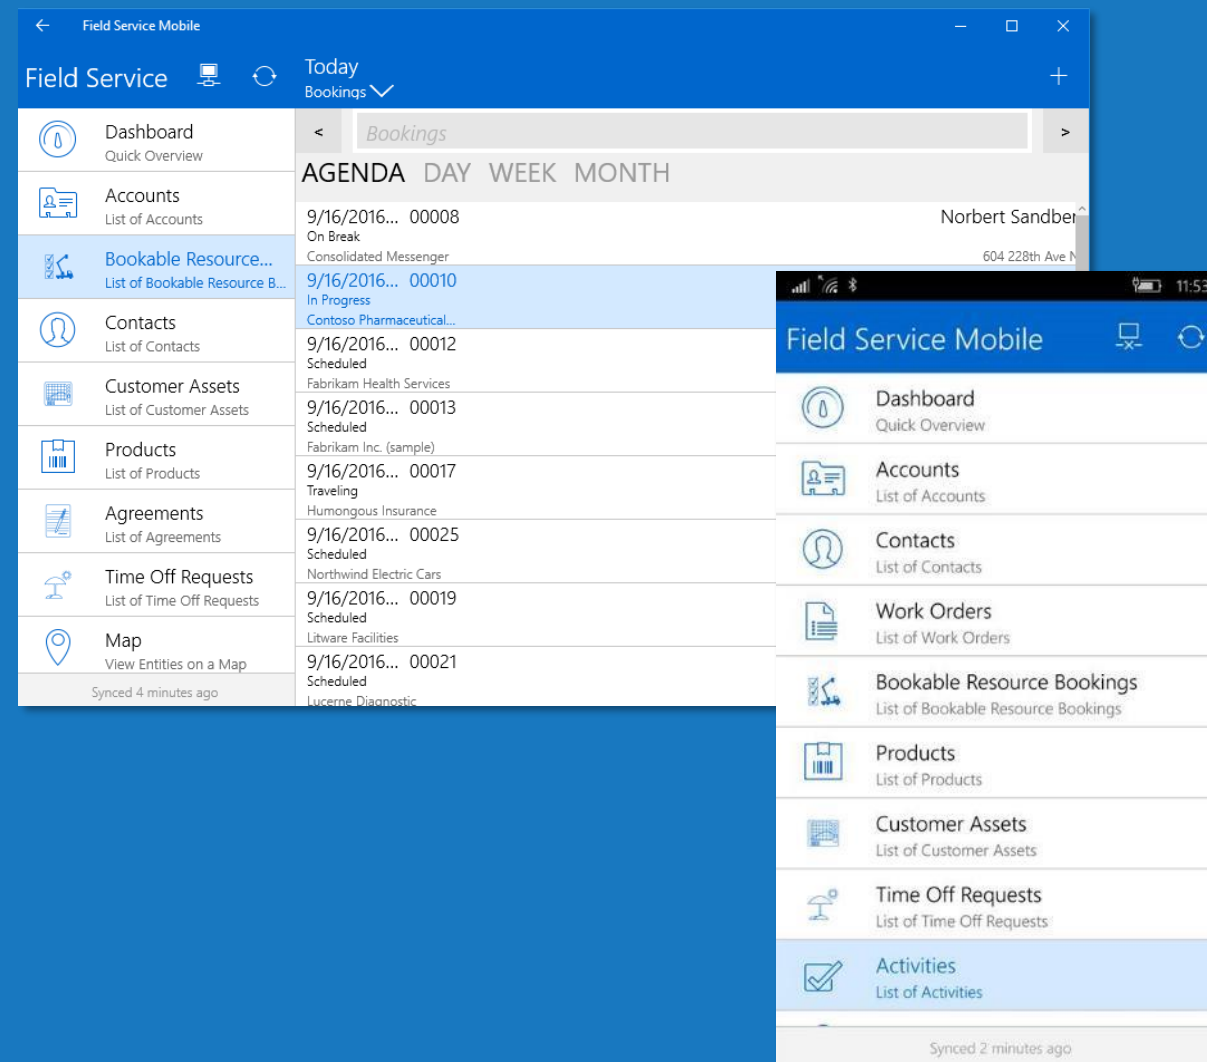 Field Service Mobile
Field Service
Today
Bookings
Dashboard
Quick Overview
Accounts
List of Accounts
Bookable Resource...
List of Bookable Resource B...
Contacts
List of Contacts
Customer Assets
List of Customer Assets
Products
List of Products
Agreements
List of Agreements
Time Off Requests
List of Time Off Requests
Map
View Entities on a Map
Synced 4 minutes ago
< Bookings >
AGENDA DAY WEEK MONTH
9/16/2016... 00008 Norbert Sandber
On Break
Consolidated Messenger 604 228th Ave N
9/16/2016... 00010
In Progress
Contoso Pharmaceutical...
9/16/2016... 00012
Scheduled
Fabrikam Health Services
9/16/2016... 00013
Scheduled
Fabrikam Inc. (sample)
9/16/2016... 00017
Traveling
Humongous Insurance
9/16/2016... 00025
Scheduled
Northwind Electric Cars
9/16/2016... 00019
Scheduled
Litware Facilities
9/16/2016... 00021
Scheduled
Lucerne Diagnostic
11:53
Field Service Mobile
Dashboard
Quick Overview
Accounts
List of Accounts
Contacts
List of Contacts
Work Orders
List of Work Orders
Bookable Resource Bookings
List of Bookable Resource Bookings
Products
List of Products
Customer Assets
List of Customer Assets
Time Off Requests
List of Time Off Requests
Activities
List of Activities
Synced 2 minutes ago